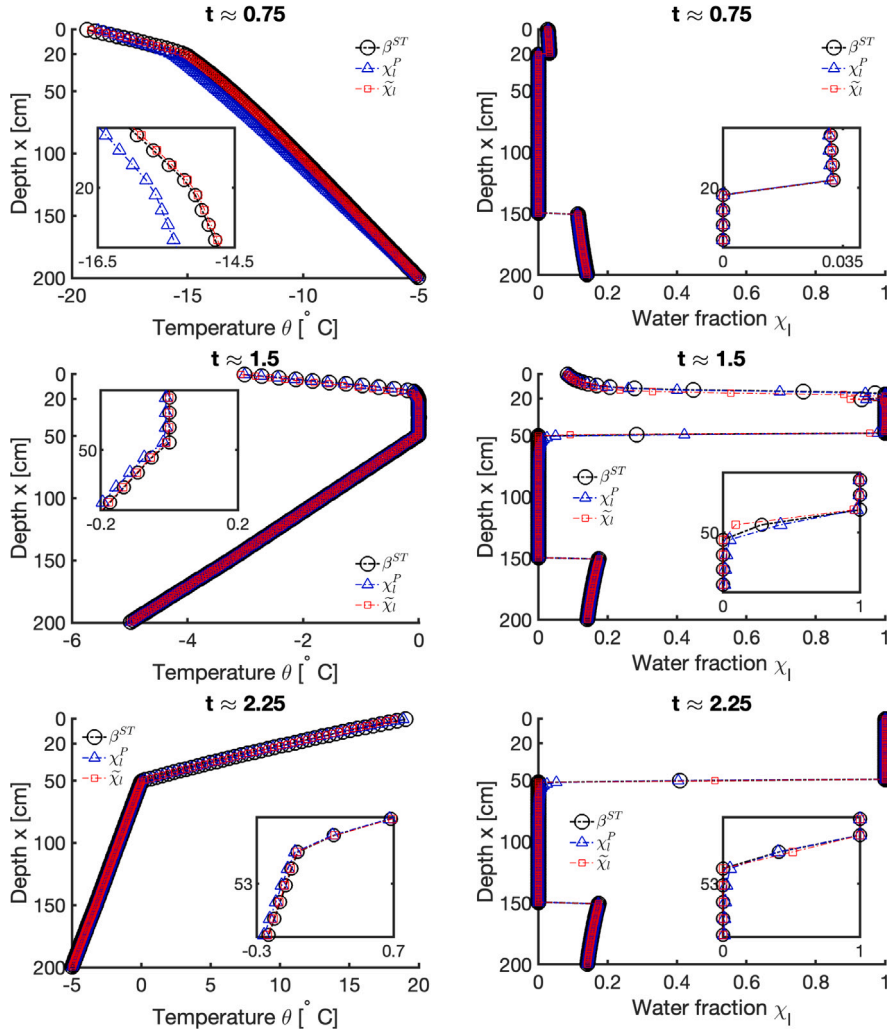 t ≈ 0.75
0
20
50
100
150
200
Depth x [cm]
β^ST
χ_l^P
χ̃_l
20
-16.5 -14.5
-20 -15 -10 -5
Temperature θ [° C]
t ≈ 0.75
0
20
50
100
150
200
Depth x [cm]
β^ST
χ_l^P
χ̃_l
20
0 0.035
0 0.2 0.4 0.6 0.8 1
Water fraction χ_l
t ≈ 1.5
0
20
50
100
150
200
Depth x [cm]
50
-0.2 0.2
β^ST
χ_l^P
χ̃_l
-6 -4 -2 0
Temperature θ [° C]
t ≈ 1.5
0
20
50
100
150
200
Depth x [cm]
β^ST
χ_l^P
χ̃_l
50
0 1
0 0.2 0.4 0.6 0.8 1
Water fraction χ_l
t ≈ 2.25
0
20
50
100
150
200
Depth x [cm]
β^ST
χ_l^P
χ̃_l
53
-0.3 0.7
-5 0 5 10 15 20
Temperature θ [° C]
t ≈ 2.25
0
20
50
100
150
200
Depth x [cm]
β^ST
χ_l^P
χ̃_l
53
0 1
0 0.2 0.4 0.6 0.8 1
Water fraction χ_l